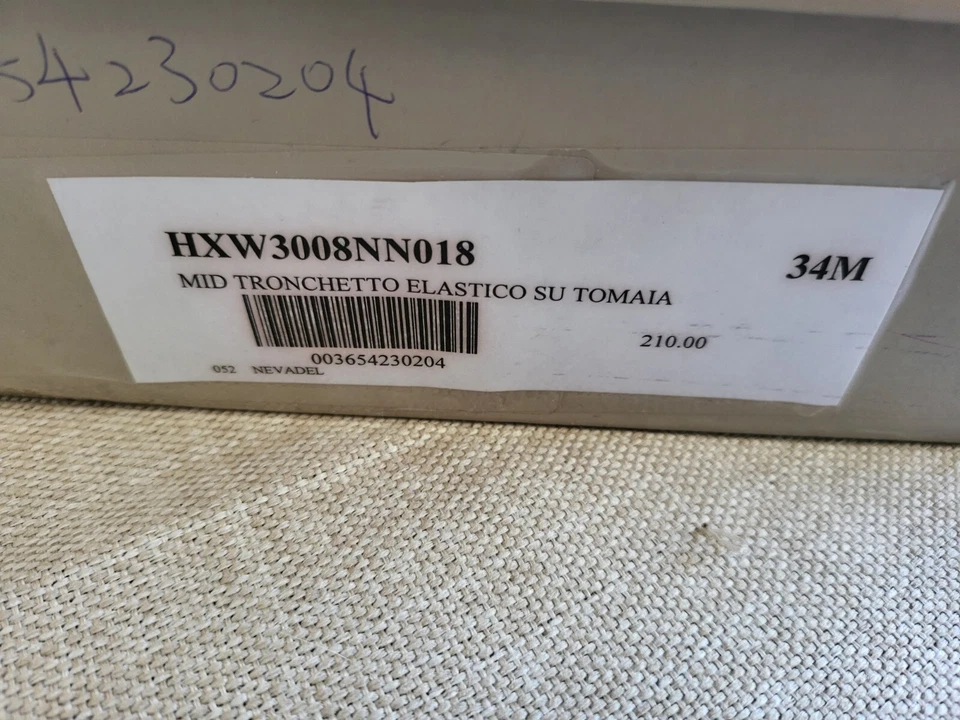 54230204
HXW3008NN018
34M
MID TRONCHETTO ELASTICO SU TOMAIA
210.00
003654230204
052 NEVADEL